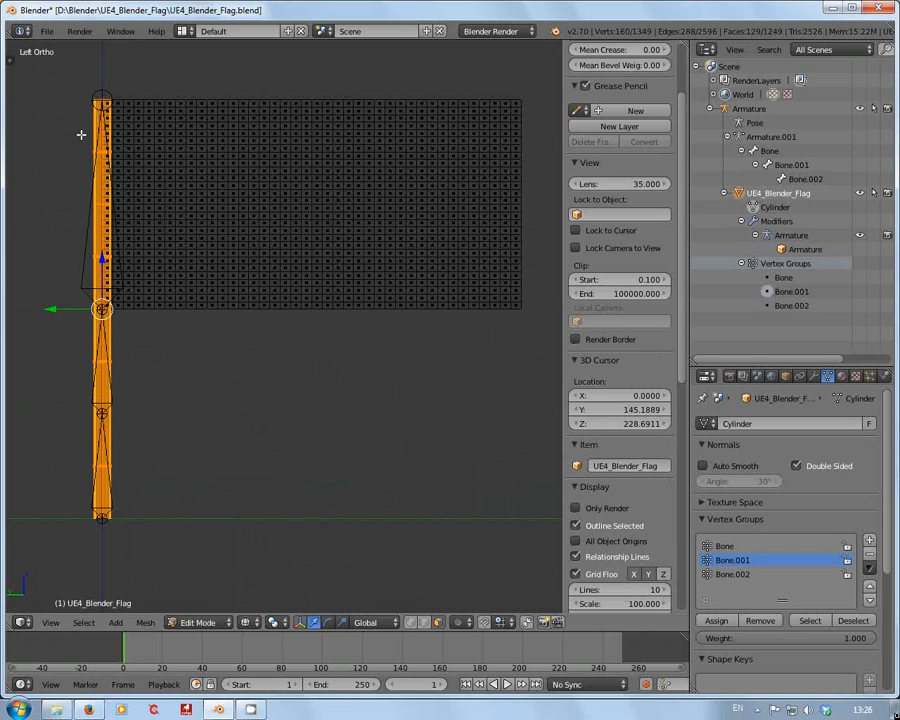 Blender* [D:\Blender\UE4_Blender_Flag\UE4_Blender_Flag.blend]
File Render Window Help Default Scene Blender Render v2.70 | Verts:160/1349 | Edges:288/2596 | Faces:129/1249 | Tris:2526 | Mem:15.22M | UE4
Left Ortho
(1) UE4_Blender_Flag
View Select Add Mesh Edit Mode Global
Mean Crease: 0.00
Mean Bevel Weig: 0.00
Grease Pencil
New
New Layer
Delete Fra... Convert
View
Lens: 35.000
Lock to Object:
Lock to Cursor
Lock Camera to View
Clip:
Start: 0.100
End: 100000.000
Local Camera:
Render Border
3D Cursor
Location:
X: 0.0000
Y: 145.1889
Z: 228.6911
Item
UE4_Blender_Flag
Display
Only Render
Outline Selected
All Object Origins
Relationship Lines
Grid Floo X Y Z
Lines: 10
Scale: 100.000
View Search All Scenes
Scene
RenderLayers
World
Armature
Pose
Armature.001
Bone
Bone.001
Bone.002
UE4_Blender_Flag
Cylinder
Modifiers
Armature
Armature
Vertex Groups
Bone
Bone.001
Bone.002
UE4_Blender_F... Cylinder
Cylinder F
Normals
Auto Smooth Double Sided
Angle: 30°
Texture Space
Vertex Groups
Bone
Bone.001
Bone.002
Assign Remove Select Deselect
Weight: 1.000
Shape Keys
-40 -20 0 20 40 60 80 100 120 140 160 180 200 220 240 260
View Marker Frame Playback Start: 1 End: 250 1 No Sync
EN 13:26